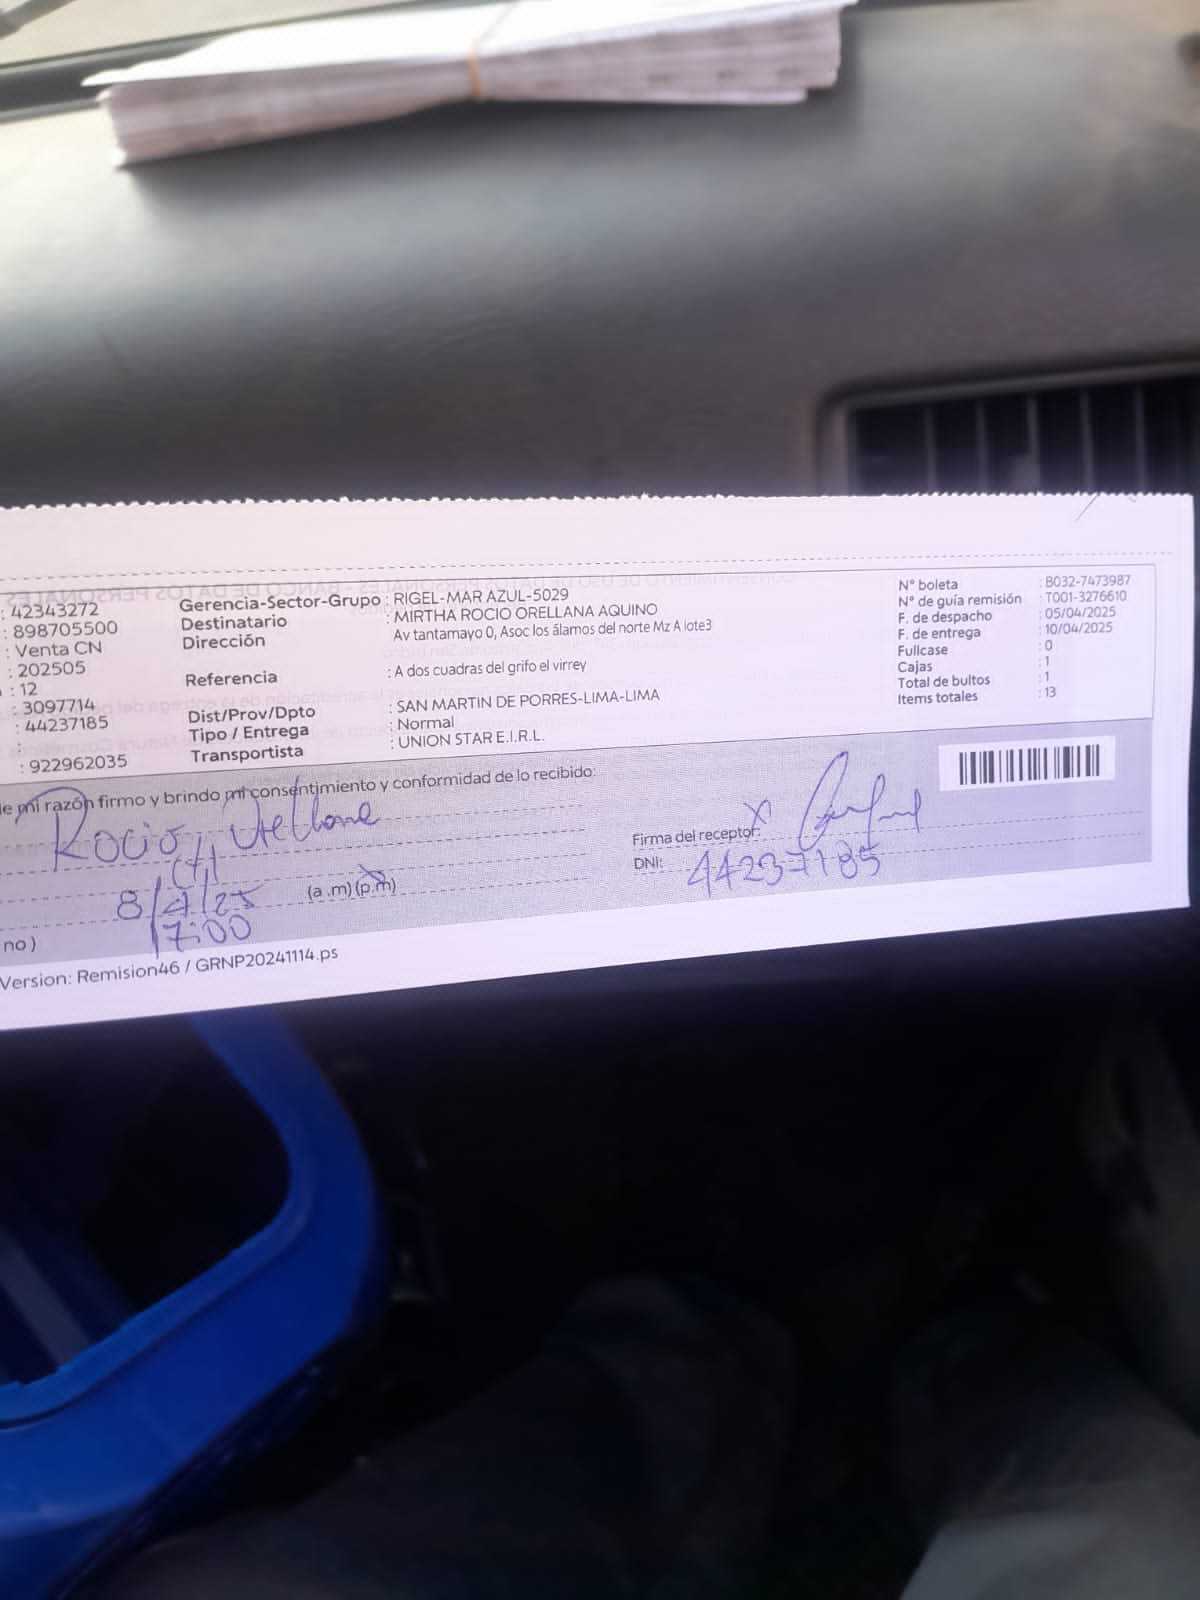 : 42343272
: 898705500
: Venta CN
: 202505
: 12
: 3097714
: 44237185
:
: 922962035
Gerencia-Sector-Grupo : RIGEL-MAR AZUL-5029
Destinatario : MIRTHA ROCIO ORELLANA AQUINO
Dirección Av tantamayo 0, Asoc los álamos del norte Mz A lote3
Referencia : A dos cuadras del grifo el virrey
Dist/Prov/Dpto : SAN MARTIN DE PORRES-LIMA-LIMA
Tipo / Entrega : Normal
Transportista : UNION STAR E.I.R.L.
N° boleta : B032-7473987
N° de guía remisión : T001-3276610
F. de despacho : 05/04/2025
F. de entrega : 10/04/2025
Fullcase : 0
Cajas : 1
Total de bultos : 1
Items totales : 13
de mi razón firmo y brindo mi consentimiento y conformidad de lo recibido:
Rocio Orellana
(T)
8/4/25 (a .m) (p.m)
17:00
no )
Firma del receptor: X
DNI: 44237185
Version: Remision46 / GRNP20241114.ps